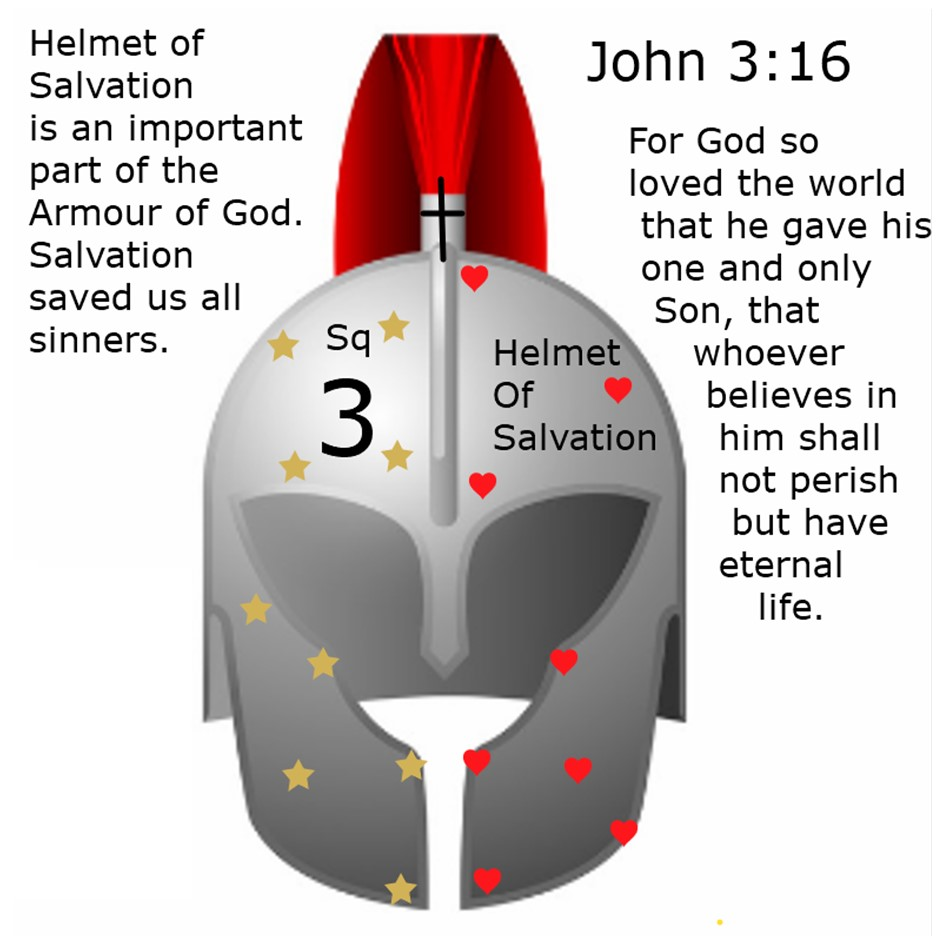 Helmet of
Salvation
is an important
part of the
Armour of God.
Salvation
saved us all
sinners.
John 3:16
For God so
loved the world
that he gave his
one and only
Son, that
whoever
believes in
him shall
not perish
but have
eternal
life.
Sq
3
Helmet
Of
Salvation